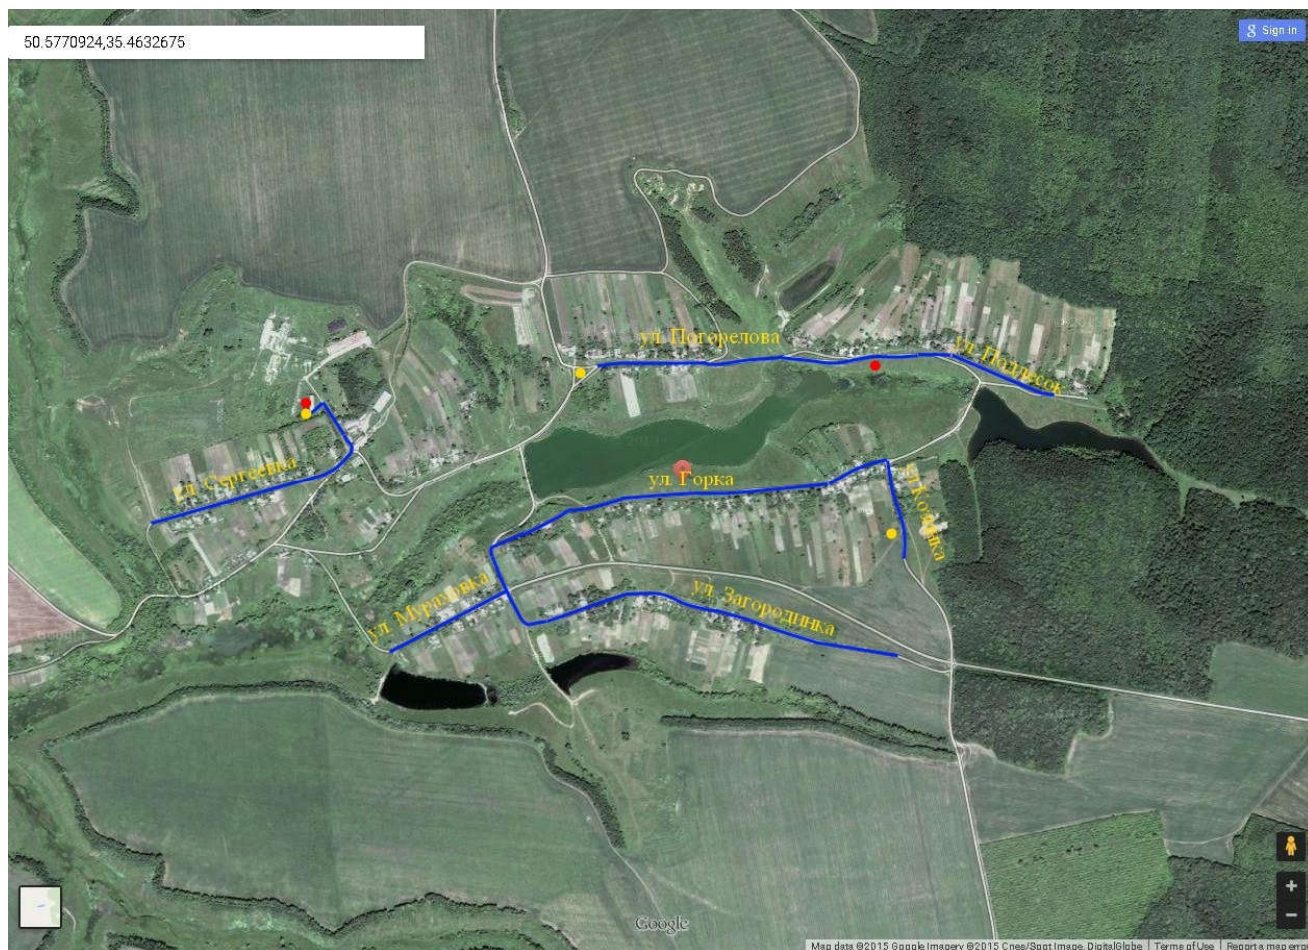 50.5770924,35.4632675
Sign in
ул. Погорелова
ул. Подлесок
ул. Сергеевка
ул. Горка
ул. Мураховка
ул. Загородинка
Google
Map data ©2015 Google Imagery ©2015 Cnes/Spot Image, DigitalGlobe
Terms of Use
Report a map error